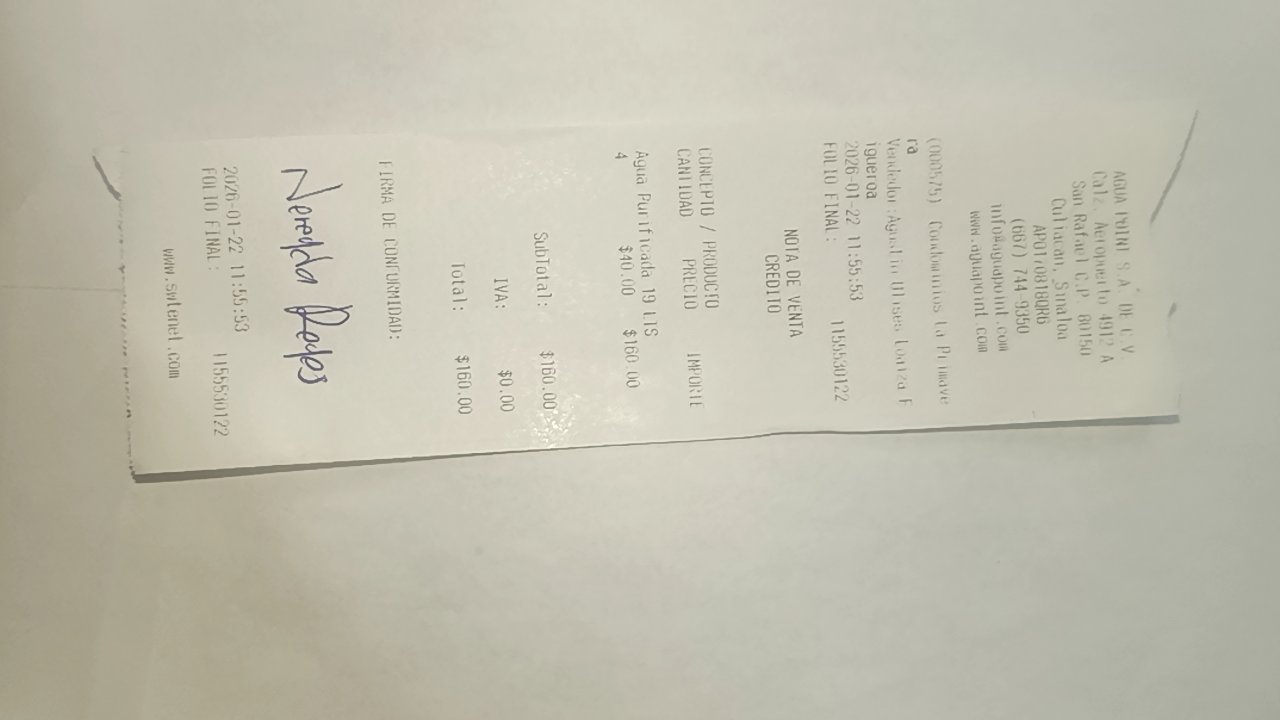 AGUA POINT S.A. DE C.V.
Calz. Aeropuerto 4912 A
San Rafael C.P. 80150
Culiacan, Sinaloa
APO170818QR6
(667) 744-9350
info@aguapoint.com
www.aguapoint.com
(000575) Condominios La Primave
ra
Vendedor:Agustin Ulises Loaiza F
igueroa
2026-01-22 11:55:53
FOLIO FINAL: 1155530122
NOTA DE VENTA
CREDITO
CONCEPTO / PRODUCTO
CANTIDAD PRECIO IMPORTE
Agua Purificada 19 LTS
4 $40.00 $160.00
SubTotal: $160.00
IVA: $0.00
Total: $160.00
FIRMA DE CONFORMIDAD:
2026-01-22 11:55:53
FOLIO FINAL: 1155530122
www.swtenet.com